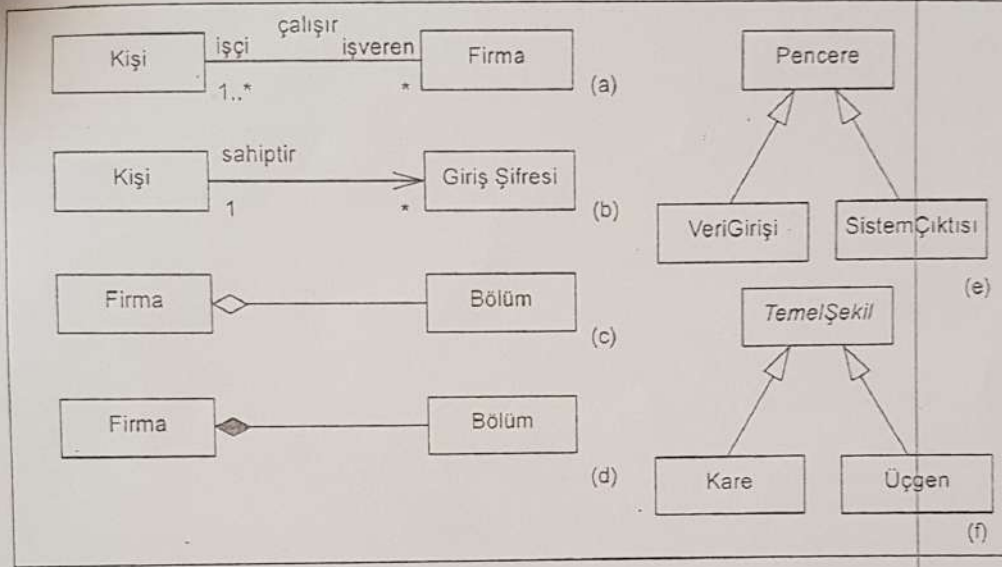 çalışır
Kişi işçi işveren Firma
1..* * (a)
sahiptir
Kişi Giriş Şifresi
1 * (b)
Firma Bölüm
(c)
Firma Bölüm
(d)
Pencere
VeriGirişi SistemÇıktısı
(e)
TemelŞekil
Kare Üçgen
(f)